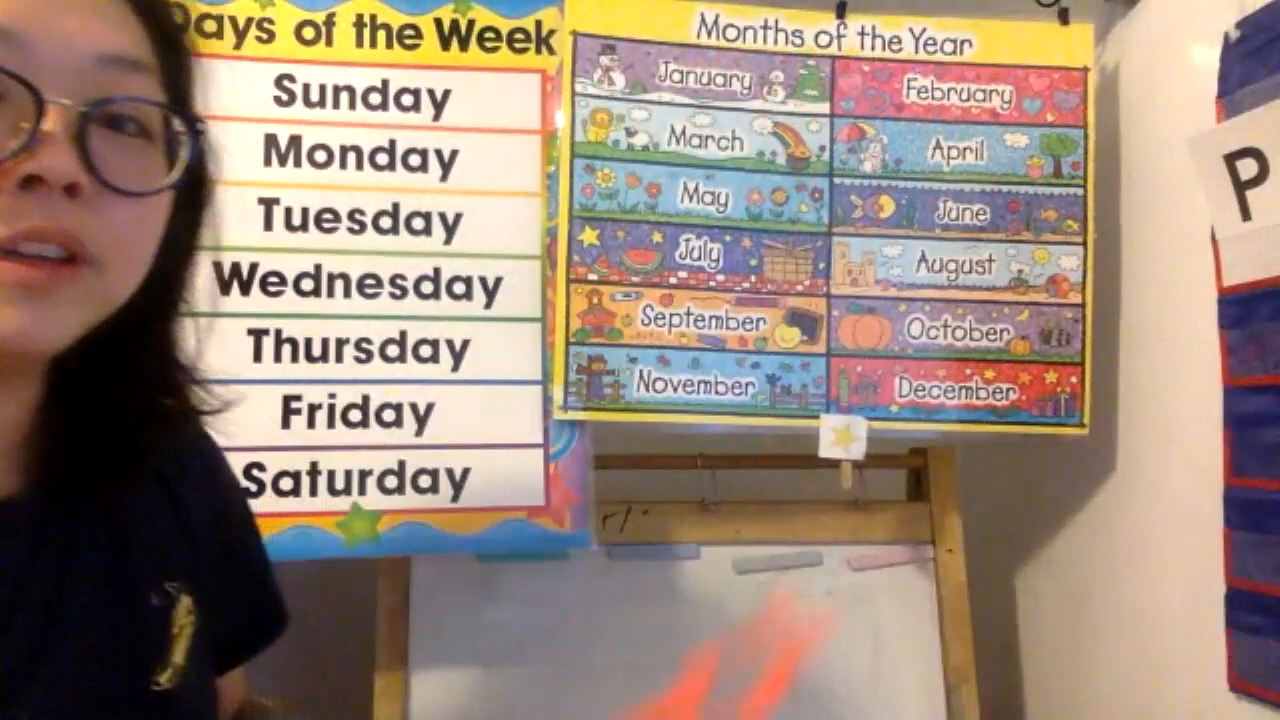 Days of the Week
Sunday
Monday
Tuesday
Wednesday
Thursday
Friday
Saturday
Months of the Year
January
February
March
April
May
June
July
August
September
October
November
December
P